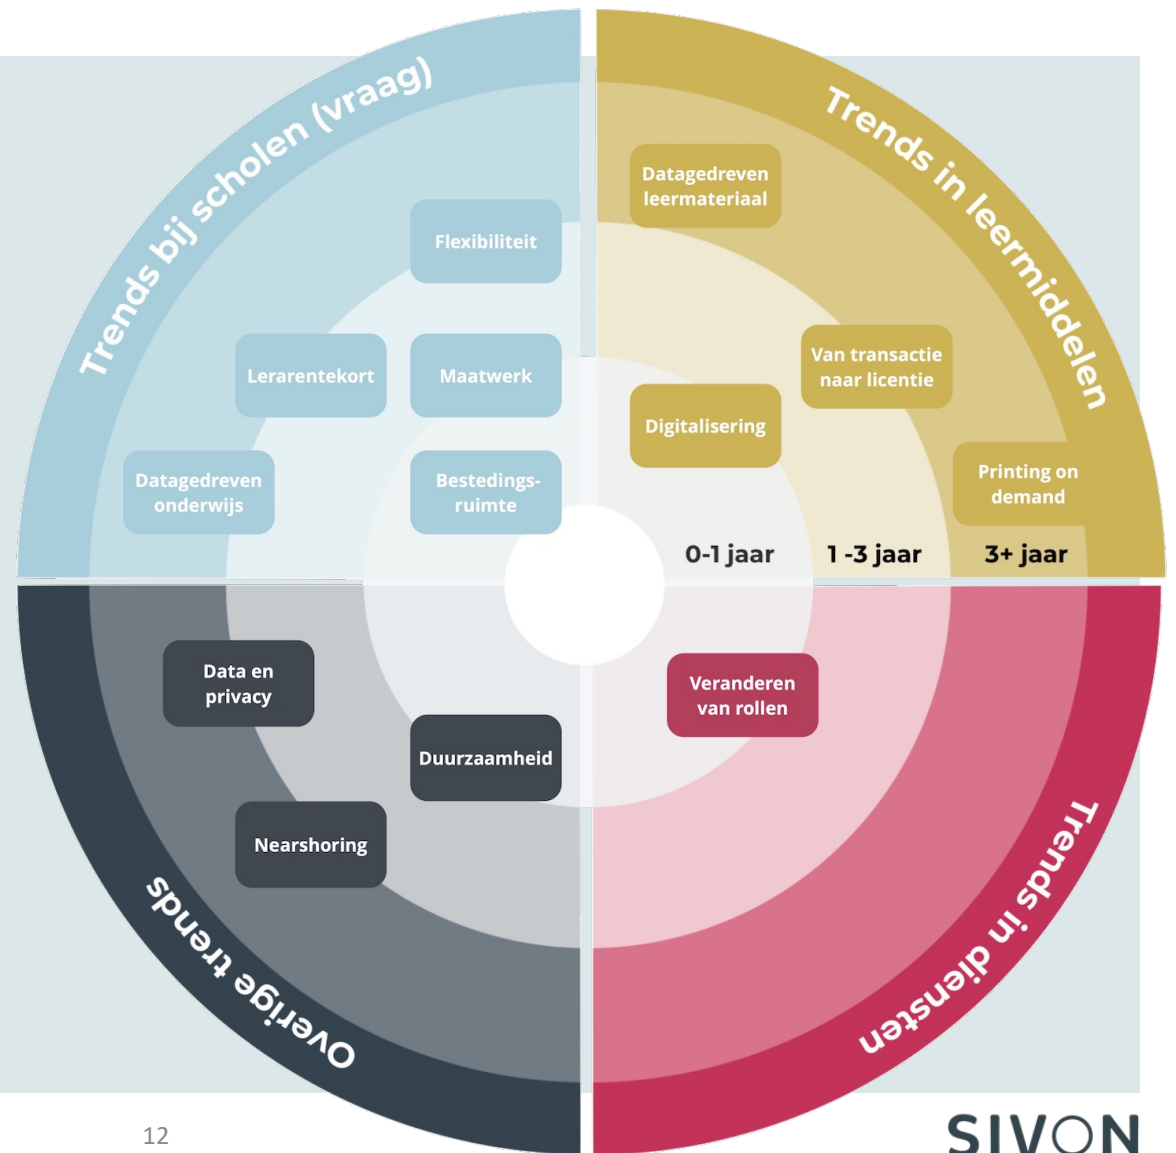 Trends bij scholen (vraag)
Flexibiliteit
Lerarentekort
Maatwerk
Datagedreven
onderwijs
Bestedings-
ruimte
Trends in leermiddelen
Datagedreven
leermateriaal
Van transactie
naar licentie
Digitalisering
Printing on
demand
0-1 jaar
1 -3 jaar
3+ jaar
Data en
privacy
Duurzaamheid
Nearshoring
Overige trends
Veranderen
van rollen
Trends in diensten
12
SIVON